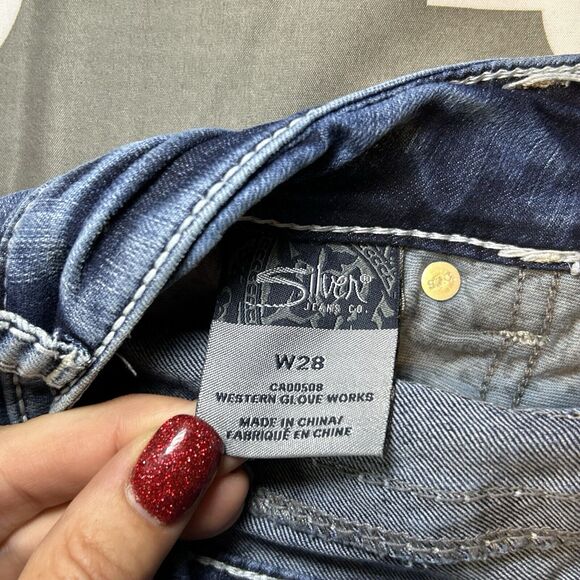 Silver®
JEANS CO.
W28
CA00508
WESTERN GLOVE WORKS
MADE IN CHINA/
FABRIQUÉ EN CHINE